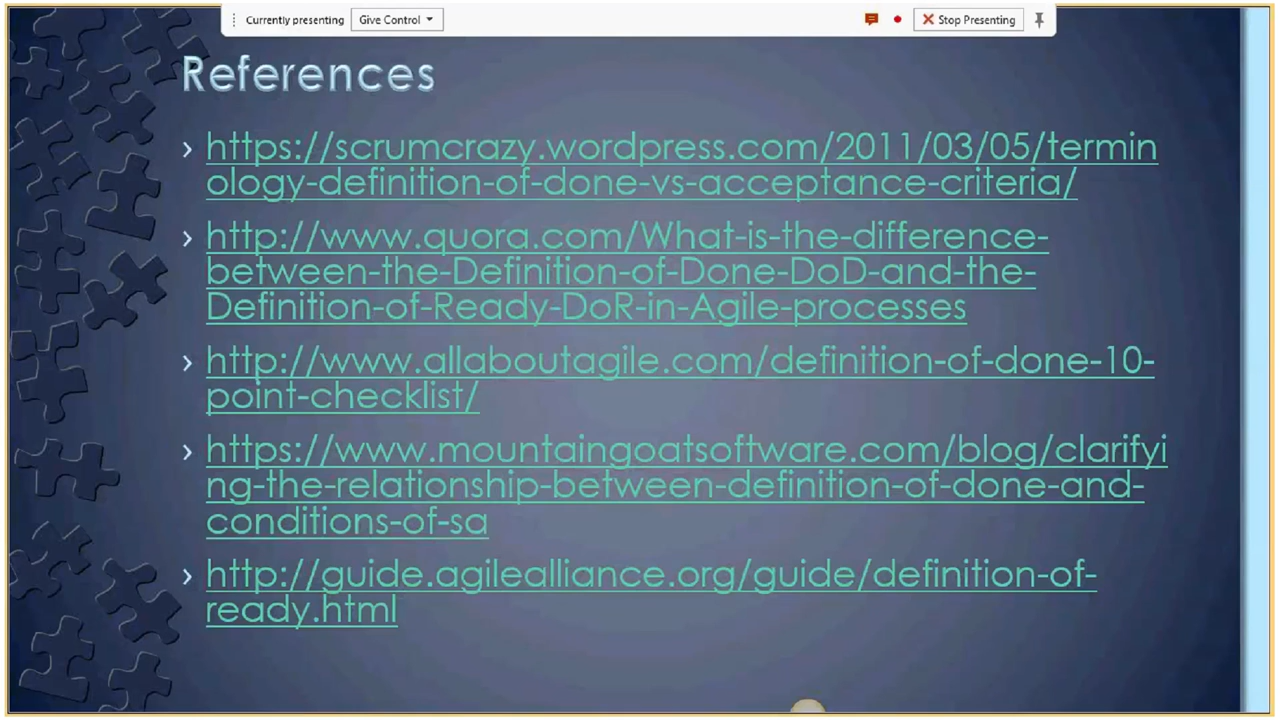 Currently presenting Give Control Stop Presenting
References
https://scrumcrazy.wordpress.com/2011/03/05/termin
ology-definition-of-done-vs-acceptance-criteria/
http://www.quora.com/What-is-the-difference-
between-the-Definition-of-Done-DoD-and-the-
Definition-of-Ready-DoR-in-Agile-processes
http://www.allaboutagile.com/definition-of-done-10-
point-checklist/
https://www.mountaingoatsoftware.com/blog/clarifyi
ng-the-relationship-between-definition-of-done-and-
conditions-of-sa
http://guide.agilealliance.org/guide/definition-of-
ready.html